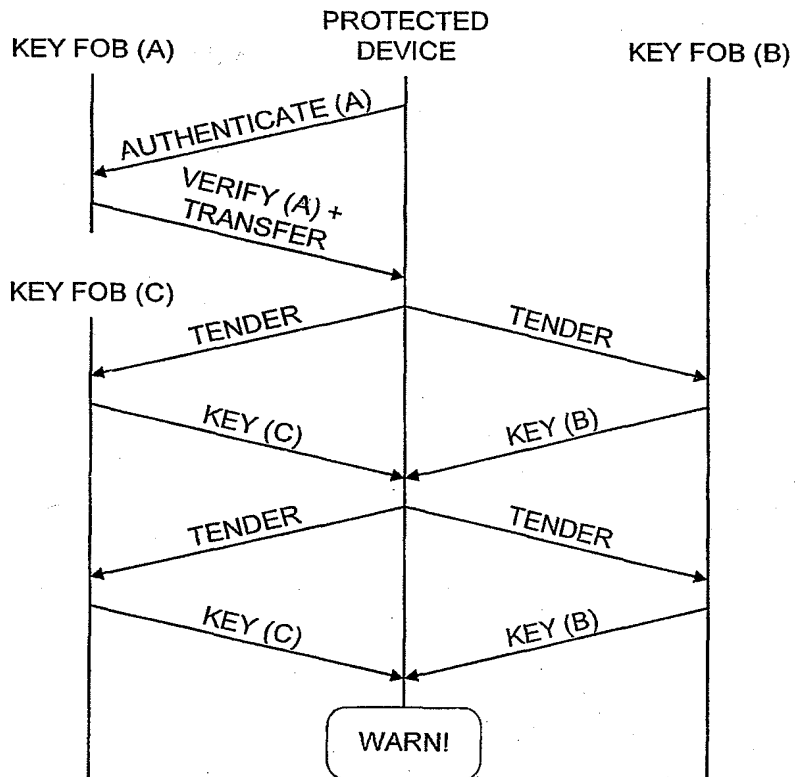 PROTECTED
DEVICE
KEY FOB (A)
KEY FOB (B)
AUTHENTICATE (A)
VERIFY (A) +
TRANSFER
KEY FOB (C)
TENDER
TENDER
KEY (C)
KEY (B)
TENDER
TENDER
KEY (C)
KEY (B)
WARN!